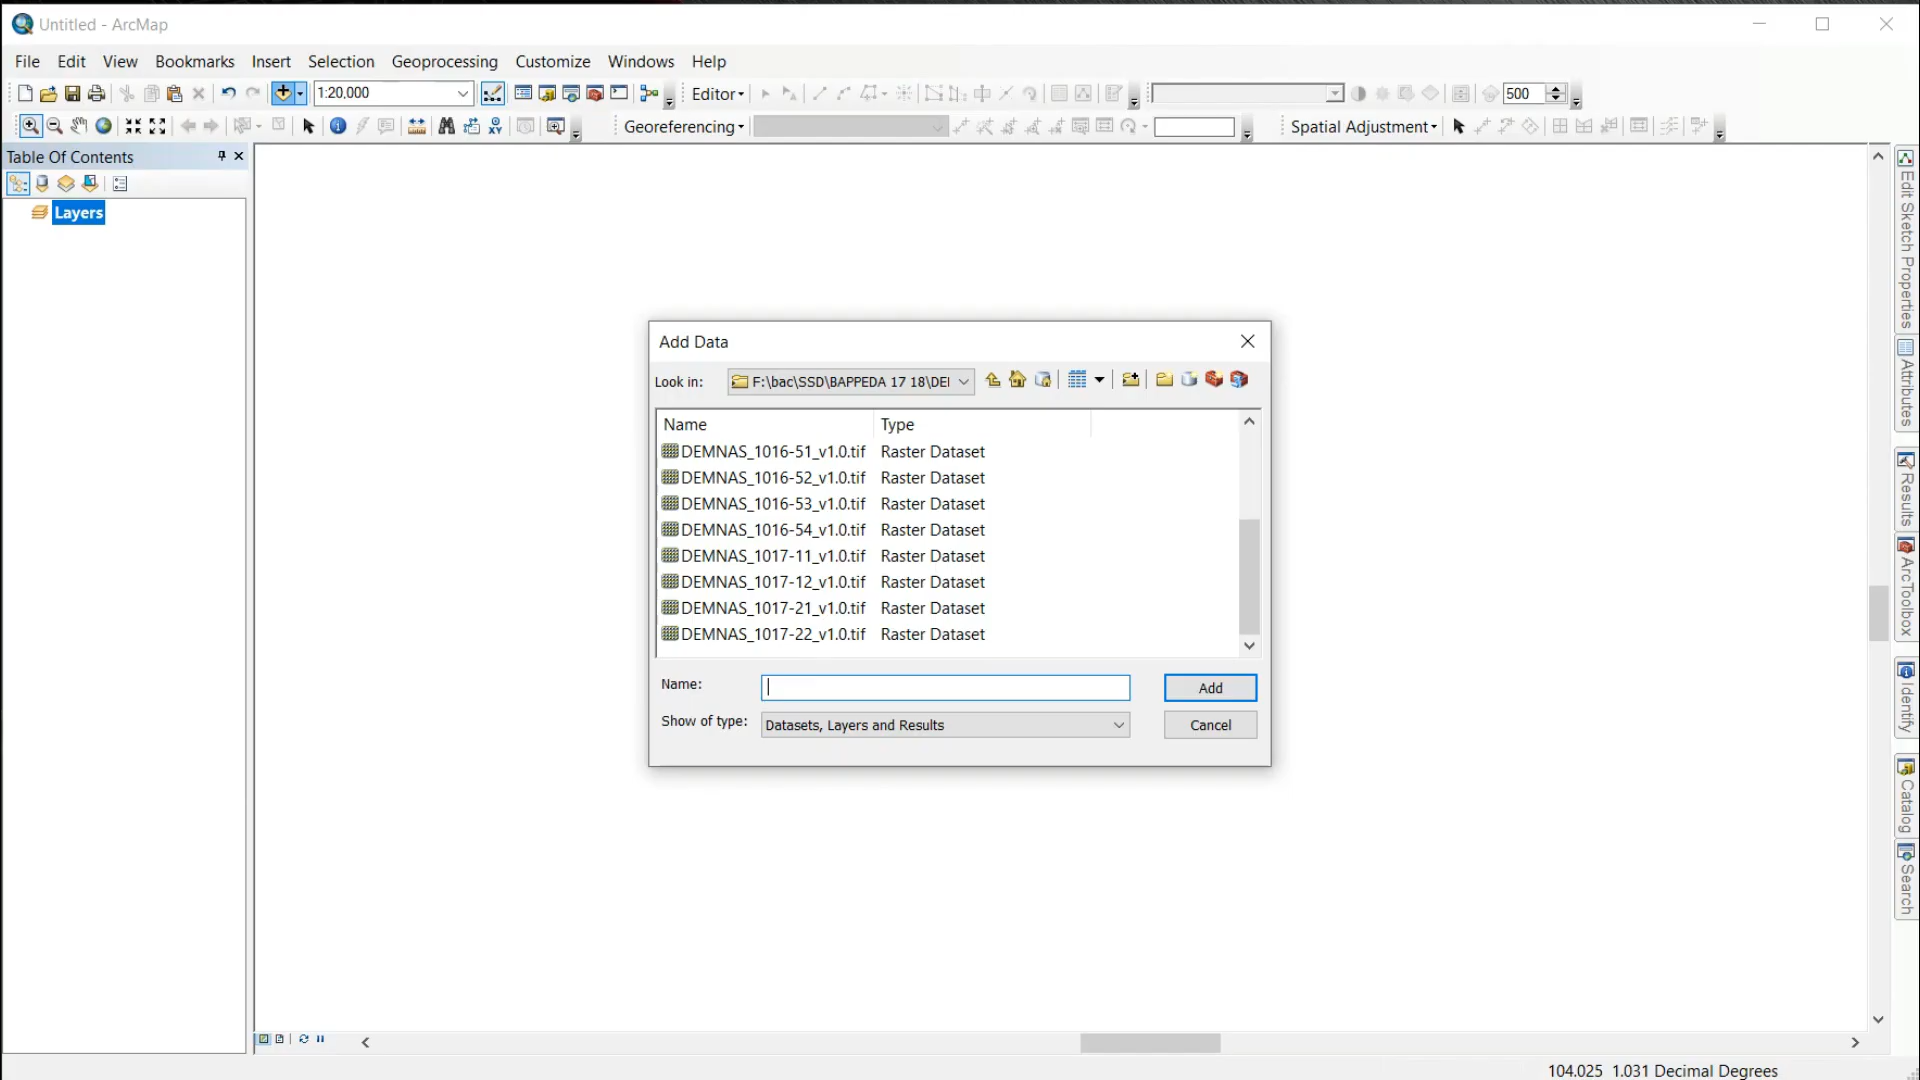 Untitled - ArcMap
File Edit View Bookmarks Insert Selection Geoprocessing Customize Windows Help
1:20,000 Editor 500
Georeferencing Spatial Adjustment
Table Of Contents
Layers
Add Data
Look in: F:\bac\SSD\BAPPEDA 17 18\DEI
Name Type
DEMNAS_1016-51_v1.0.tif Raster Dataset
DEMNAS_1016-52_v1.0.tif Raster Dataset
DEMNAS_1016-53_v1.0.tif Raster Dataset
DEMNAS_1016-54_v1.0.tif Raster Dataset
DEMNAS_1017-11_v1.0.tif Raster Dataset
DEMNAS_1017-12_v1.0.tif Raster Dataset
DEMNAS_1017-21_v1.0.tif Raster Dataset
DEMNAS_1017-22_v1.0.tif Raster Dataset
Name: Add
Show of type: Datasets, Layers and Results Cancel
Edit Sketch Properties
Attributes
Results
ArcToolbox
Identify
Catalog
Search
104.025 1.031 Decimal Degrees